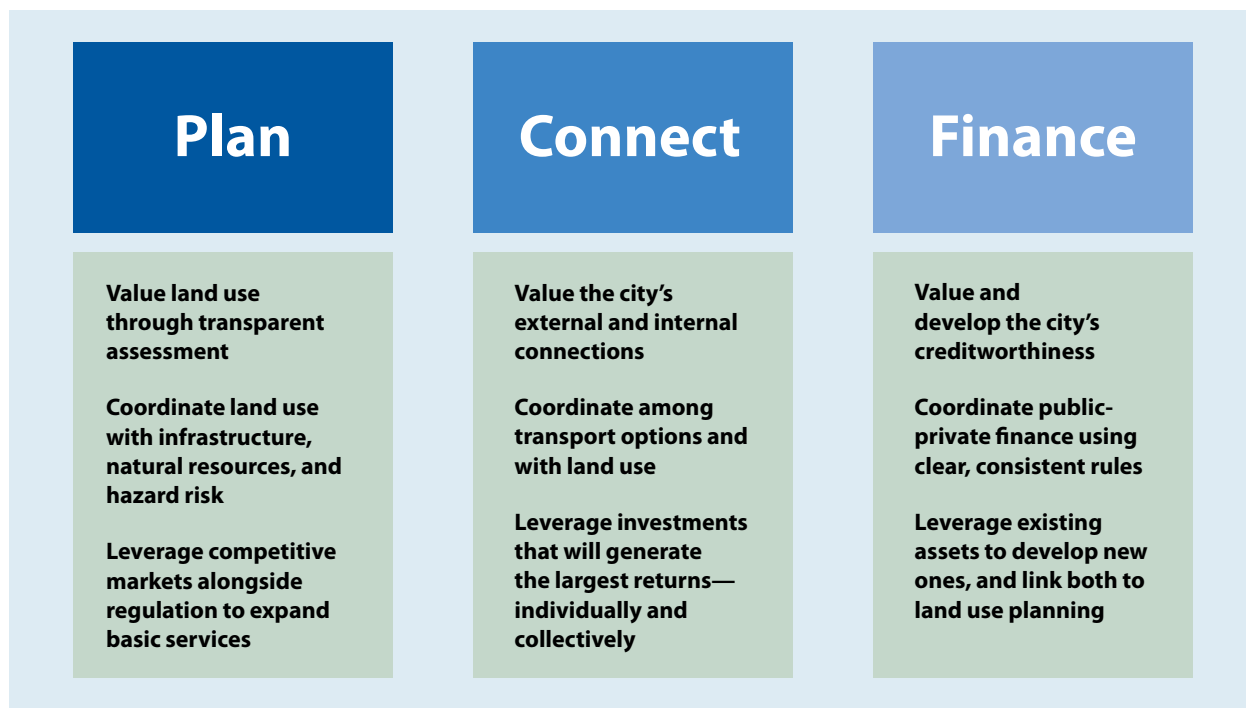 Plan
Value land use
through transparent
assessment
Coordinate land use
with infrastructure,
natural resources, and
hazard risk
Leverage competitive
markets alongside
regulation to expand
basic services
Connect
Value the city’s
external and internal
connections
Coordinate among
transport options and
with land use
Leverage investments
that will generate
the largest returns—
individually and
collectively
Finance
Value and
develop the city’s
creditworthiness
Coordinate public-
private finance using
clear, consistent rules
Leverage existing
assets to develop new
ones, and link both to
land use planning